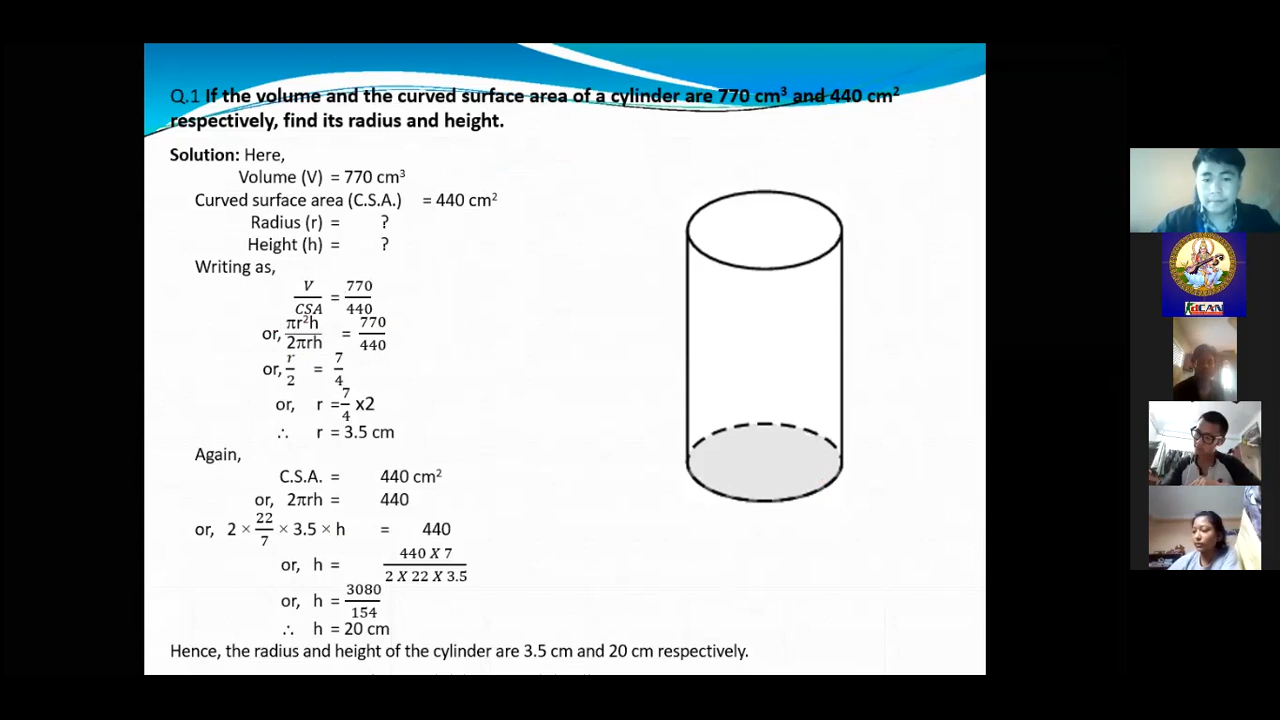 Q.1 If the volume and the curved surface area of a cylinder are 770 cm³ and 440 cm²
respectively, find its radius and height.
Solution: Here,
Volume (V) = 770 cm³
Curved surface area (C.S.A.) = 440 cm²
Radius (r) = ?
Height (h) = ?
Writing as,
V/CSA = 770/440
or, πr²h/2πrh = 770/440
or, r/2 = 7/4
or, r = 7/4 x2
∴ r = 3.5 cm
Again,
C.S.A. = 440 cm²
or, 2πrh = 440
or, 2 × 22/7 × 3.5 × h = 440
or, h = 440 X 7/2 X 22 X 3.5
or, h = 3080/154
∴ h = 20 cm
Hence, the radius and height of the cylinder are 3.5 cm and 20 cm respectively.